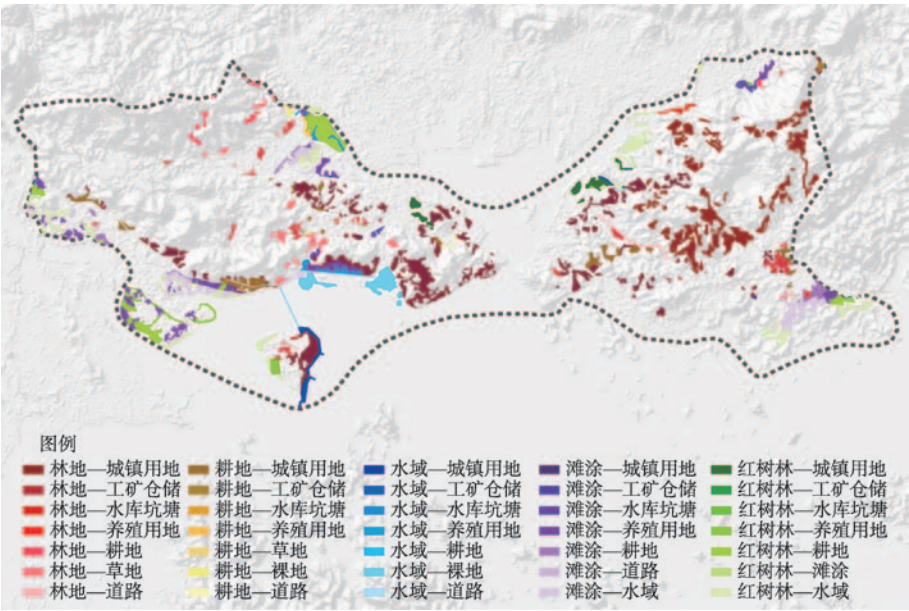 图例
林地—城镇用地 耕地—城镇用地 水域—城镇用地 滩涂—城镇用地 红树林—城镇用地
林地—工矿仓储 耕地—工矿仓储 水域—工矿仓储 滩涂—工矿仓储 红树林—工矿仓储
林地—水库坑塘 耕地—水库坑塘 水域—水库坑塘 滩涂—水库坑塘 红树林—水库坑塘
林地—养殖用地 耕地—养殖用地 水域—养殖用地 滩涂—养殖用地 红树林—养殖用地
林地—耕地 耕地—草地 水域—耕地 滩涂—耕地 红树林—耕地
林地—草地 耕地—裸地 水域—裸地 滩涂—道路 红树林—滩涂
林地—道路 耕地—道路 水域—道路 滩涂—水域 红树林—水域